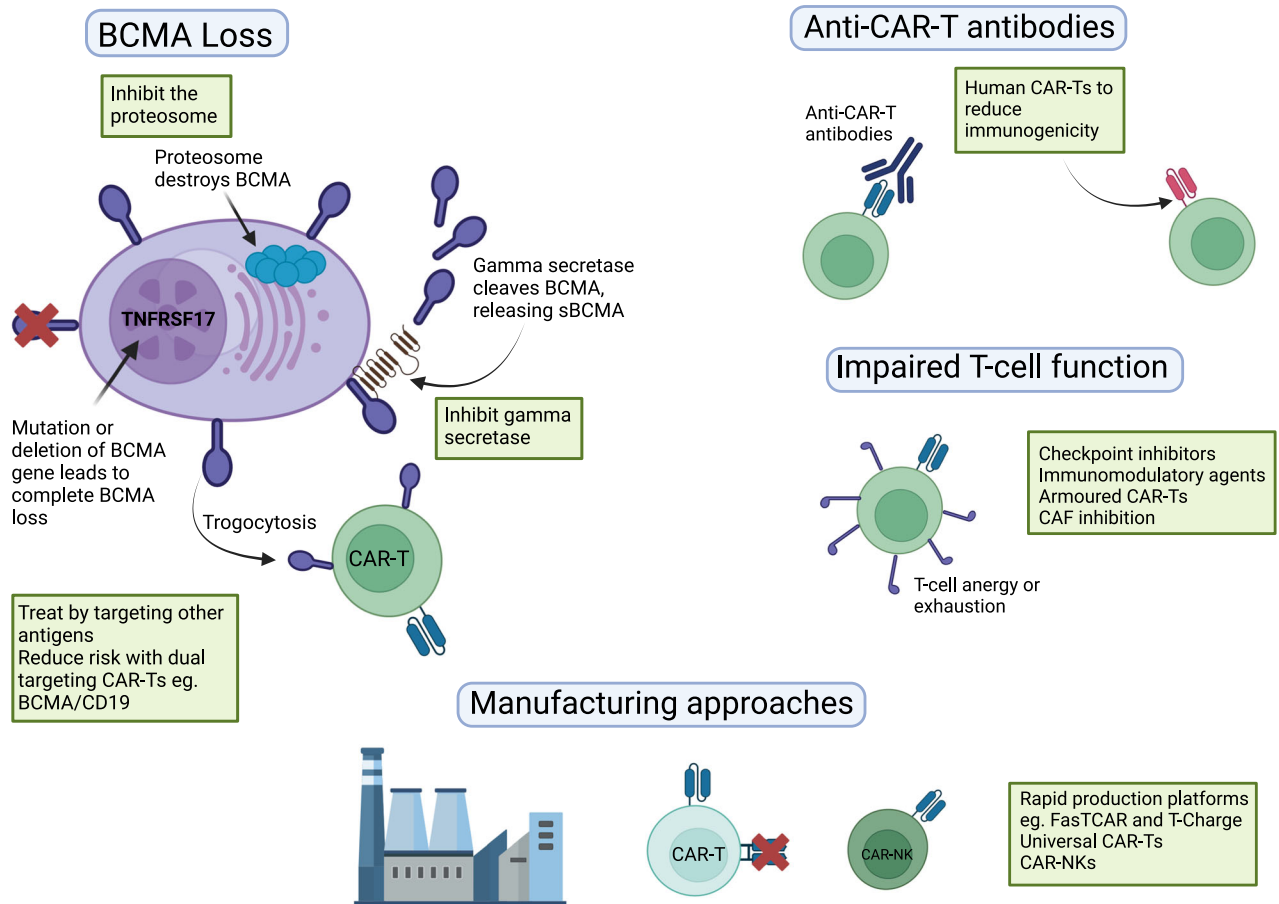 BCMA Loss
Inhibit the
proteosome
Proteosome
destroys BCMA
TNFRSF17
Gamma secretase
cleaves BCMA,
releasing sBCMA
Inhibit gamma
secretase
Mutation or
deletion of BCMA
gene leads to
complete BCMA
loss
Trogocytosis
CAR-T
Treat by targeting other
antigens
Reduce risk with dual
targeting CAR-Ts eg.
BCMA/CD19
Anti-CAR-T antibodies
Anti-CAR-T
antibodies
Human CAR-Ts to
reduce
immunogenicity
Impaired T-cell function
T-cell anergy or
exhaustion
Checkpoint inhibitors
Immunomodulatory agents
Armoured CAR-Ts
CAF inhibition
Manufacturing approaches
CAR-T
CAR-NK
Rapid production platforms
eg. FasTCAR and T-Charge
Universal CAR-Ts
CAR-NKs